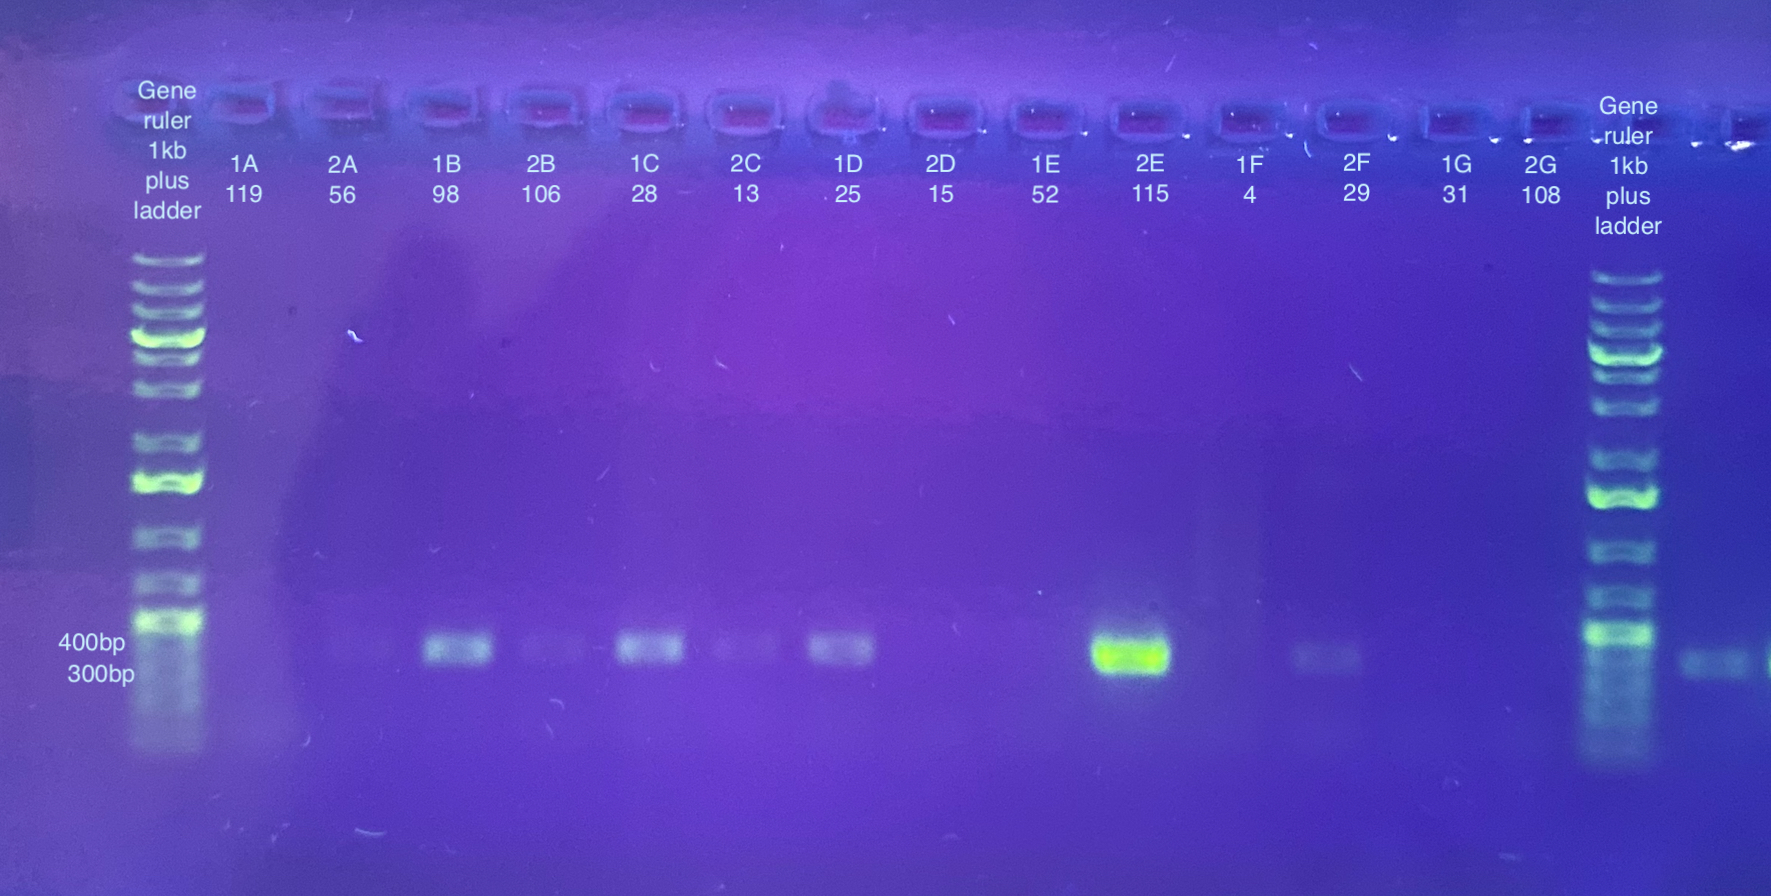 Gene
ruler
1kb
plus
ladder
1A
119
2A
56
1B
98
2B
106
1C
28
2C
13
1D
25
2D
15
1E
52
2E
115
1F
4
2F
29
1G
31
2G
108
Gene
ruler
1kb
plus
ladder
400bp
300bp